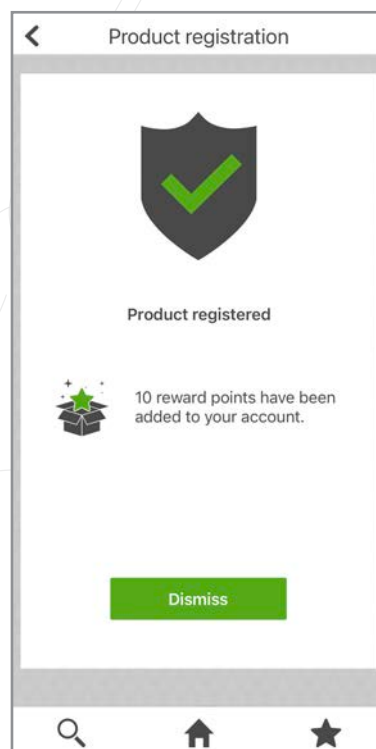 Product registration
Product registered
10 reward points have been
added to your account.
Dismiss